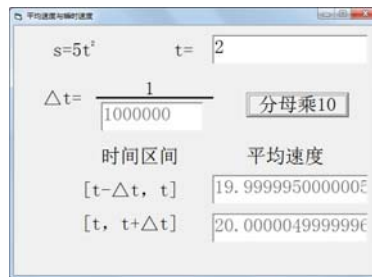 平均速度与瞬时速度
s=5t² t= 2
△t= 1
1000000 分母乘10
时间区间 平均速度
[t-△t, t] 19.9999950000005
[t, t+△t] 20.0000049999996